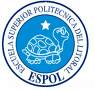 ESCUELA SUPERIOR POLITECNICA DEL LITORAL
ESPOL